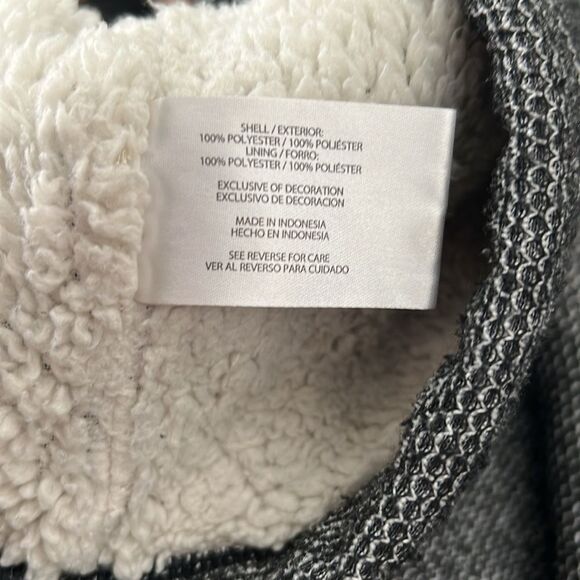 SHELL / EXTERIOR:
100% POLYESTER / 100% POLIÉSTER
LINING / FORRO:
100% POLYESTER / 100% POLIÉSTER
EXCLUSIVE OF DECORATION
EXCLUSIVO DE DECORACION
MADE IN INDONESIA
HECHO EN INDONESIA
SEE REVERSE FOR CARE
VER AL REVERSO PARA CUIDADO